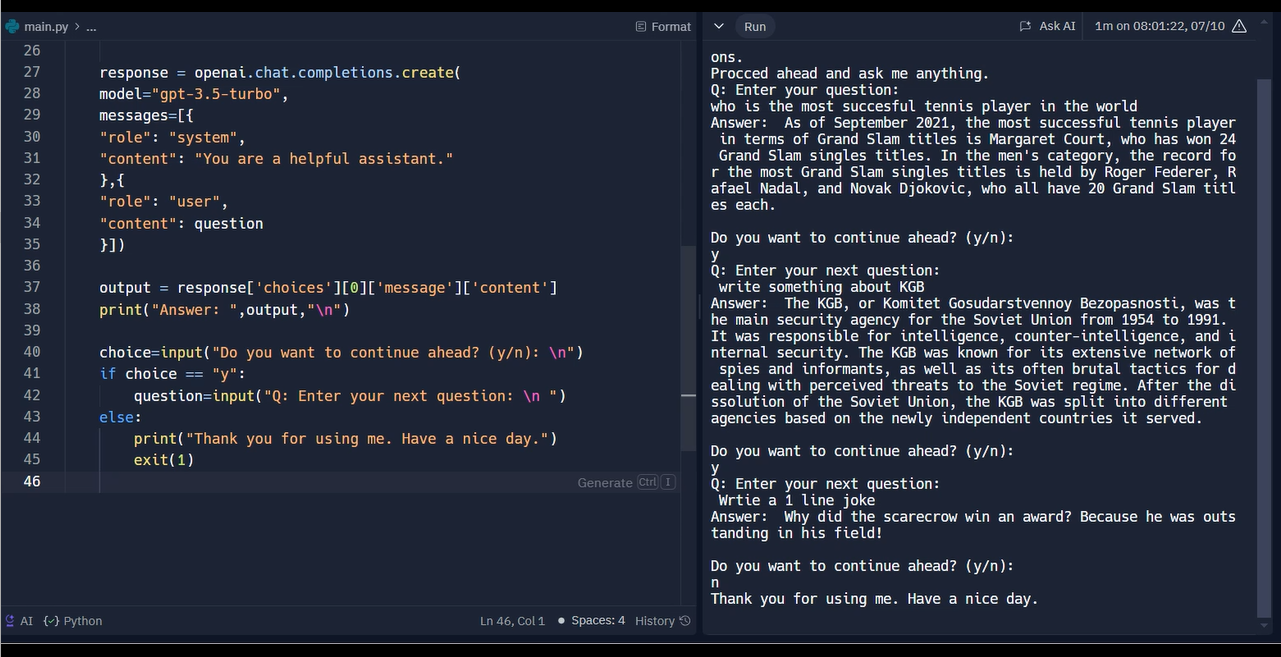 main.py > ...
Format
26
27 response = openai.chat.completions.create(
28 model="gpt-3.5-turbo",
29 messages=[{
30 "role": "system",
31 "content": "You are a helpful assistant."
32 },{
33 "role": "user",
34 "content": question
35 }])
36
37 output = response['choices'][0]['message']['content']
38 print("Answer: ",output,"\n")
39
40 choice=input("Do you want to continue ahead? (y/n): \n")
41 if choice == "y":
42 question=input("Q: Enter your next question: \n ")
43 else:
44 print("Thank you for using me. Have a nice day.")
45 exit(1)
46
Generate Ctrl I
AI {✓} Python
Ln 46, Col 1 ● Spaces: 4 History
Run
Ask AI
1m on 08:01:22, 07/10
ons.
Procced ahead and ask me anything.
Q: Enter your question:
who is the most succesful tennis player in the world
Answer:  As of September 2021, the most successful tennis player
 in terms of Grand Slam titles is Margaret Court, who has won 24
 Grand Slam singles titles. In the men's category, the record fo
r the most Grand Slam singles titles is held by Roger Federer, R
afael Nadal, and Novak Djokovic, who all have 20 Grand Slam titl
es each.
Do you want to continue ahead? (y/n):
y
Q: Enter your next question:
 write something about KGB
Answer:  The KGB, or Komitet Gosudarstvennoy Bezopasnosti, was t
he main security agency for the Soviet Union from 1954 to 1991.
It was responsible for intelligence, counter-intelligence, and i
nternal security. The KGB was known for its extensive network of
 spies and informants, as well as its often brutal tactics for d
ealing with perceived threats to the Soviet regime. After the di
ssolution of the Soviet Union, the KGB was split into different
agencies based on the newly independent countries it served.
Do you want to continue ahead? (y/n):
y
Q: Enter your next question:
 Wrtie a 1 line joke
Answer:  Why did the scarecrow win an award? Because he was outs
tanding in his field!
Do you want to continue ahead? (y/n):
n
Thank you for using me. Have a nice day.